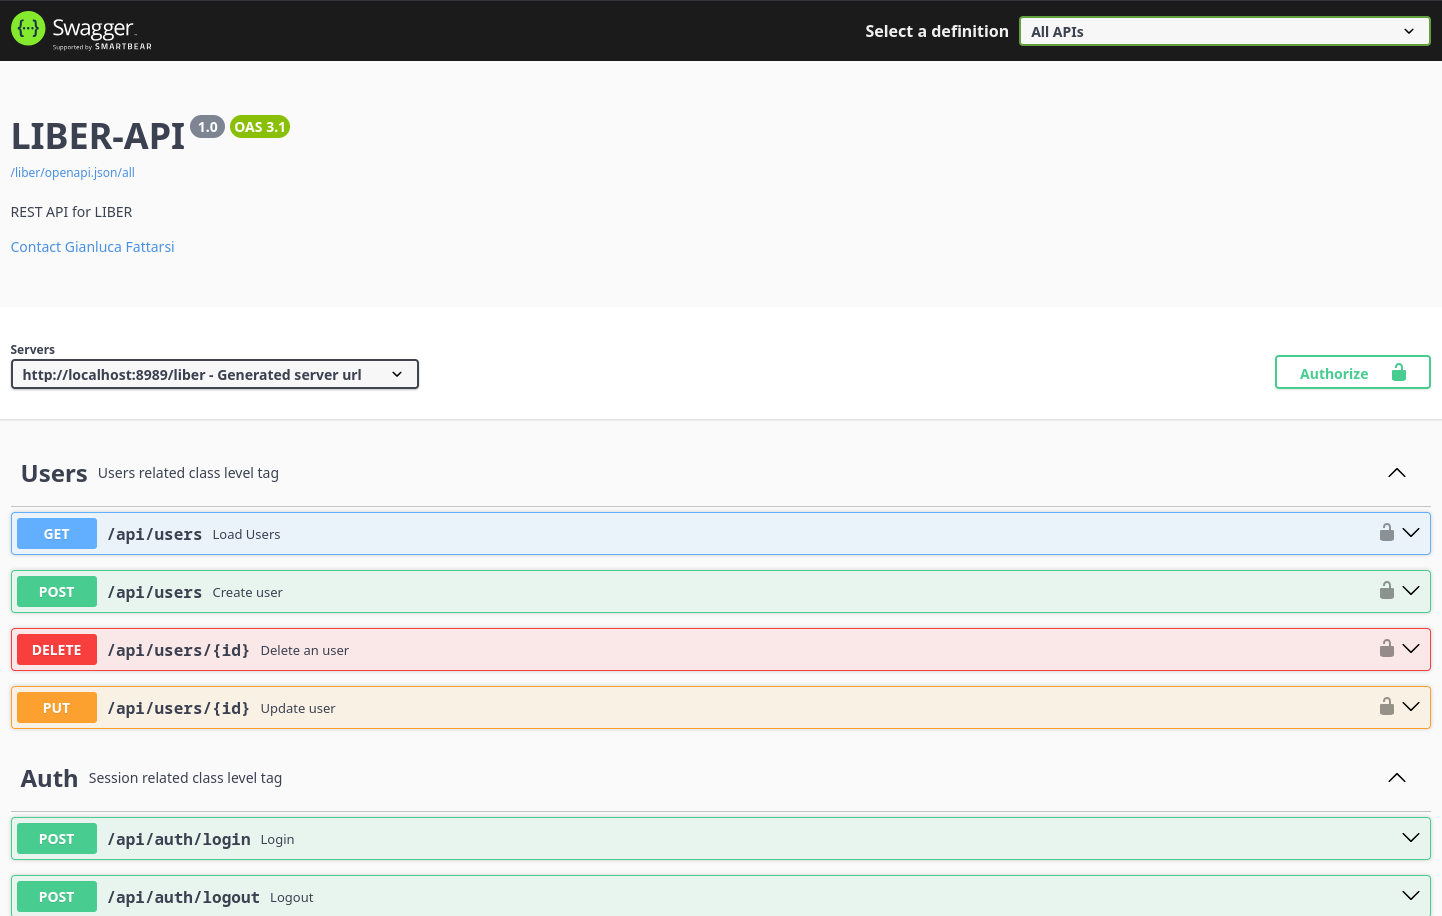 Swagger
Supported by SMARTBEAR
Select a definition
All APIs
LIBER-API 1.0 OAS 3.1
/liber/openapi.json/all
REST API for LIBER
Contact Gianluca Fattarsi
Servers
http://localhost:8989/liber - Generated server url
Authorize
Users Users related class level tag
GET /api/users Load Users
POST /api/users Create user
DELETE /api/users/{id} Delete an user
PUT /api/users/{id} Update user
Auth Session related class level tag
POST /api/auth/login Login
POST /api/auth/logout Logout